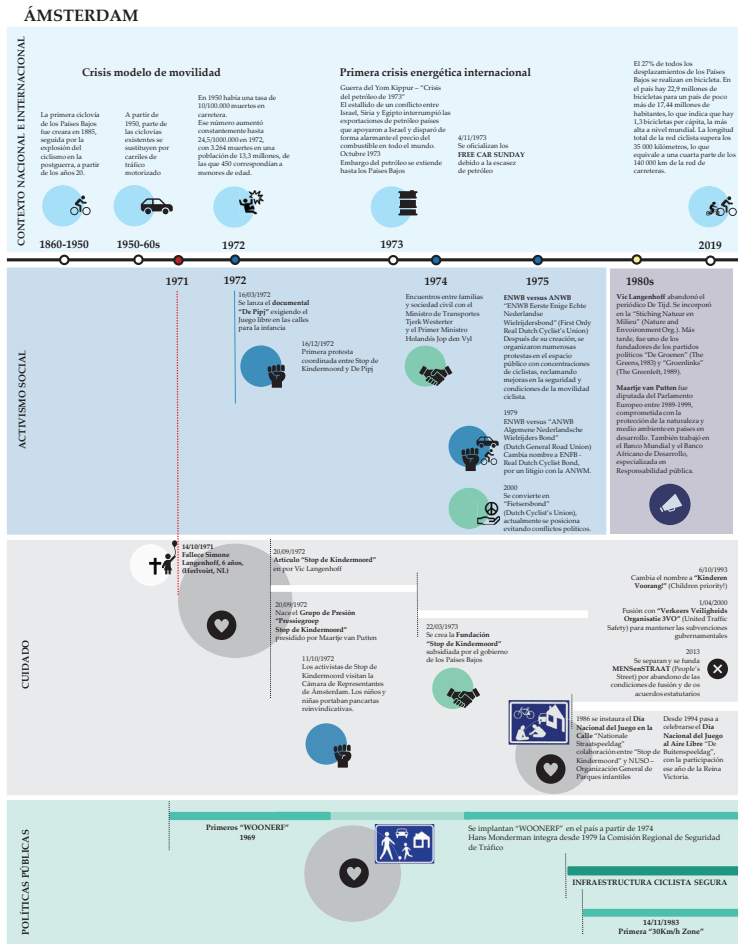 ÁMSTERDAM
CONTEXTO NACIONAL E INTERNACIONAL
Crisis modelo de movilidad
La primera ciclovía
de los Países Bajos
fue creara en 1885,
seguida por la
explosión del
ciclismo en la
postguerra, a partir
de los años 20.
1860-1950
A partir de
1950, parte de
las ciclovías
existentes se
sustituyen por
carriles de
tráfico
motorizado
1950-60s
En 1950 había una tasa de
10/100.000 muertes en
carretera.
Ese número aumentó
constantemente hasta
24,5/1000.000 en 1972,
con 3.264 muertes en una
población de 13,3 millones, de
las que 450 correspondían a
menores de edad.
1972
Primera crisis energética internacional
Guerra del Yom Kippur – “Crisis
del petróleo de 1973”
El estallido de un conflicto entre
Israel, Siria y Egipto interrumpió las
exportaciones de petróleo países
que apoyaron a Israel y disparó de
forma alarmante el precio del
combustible en todo el mundo.
Octubre 1973
Embargo del petróleo se extiende
hasta los Países Bajos
1973
4/11/1973
Se oficializan los
FREE CAR SUNDAY
debido a la escasez
de petróleo
El 27% de todos los
desplazamientos de los Países
Bajos se realizan en bicicleta. En
el país hay 22,9 millones de
bicicletas para un país de poco
más de 17,44 millones de
habitantes, lo que indica que hay
1,3 bicicletas per cápita, la más
alta a nivel mundial. La longitud
total de la red ciclista supera los
35 000 kilómetros, lo que
equivale a una cuarta parte de los
140 000 km de la red de
carreteras.
2019
ACTIVISMO SOCIAL
1971
1972
16/03/1972
Se lanza el documental
“De Pipj” exigiendo el
Juego libre en las calles
para la infancia
16/12/1972
Primera protesta
coordinada entre Stop de
Kindermoord y De Pipj
1974
Encuentros entre familias
y sociedad civil con el
Ministro de Transportes
Tjerk Westerter
y el Primer Ministro
Holandés Jop den Vyl
1975
ENWB versus ANWB
“ENWB Eerste Enige Echte
Nederlandse
Wielrijdersbond” (First Only
Real Dutch Cyclist’s Union)
Después de su creación, se
organizaron numerosas
protestas en el espacio
público con concentraciones
de ciclistas, reclamando
mejoras en la seguridad y
condiciones de la movilidad
ciclista.
1979
ENWB versus “ANWB
Algemene Nederlandsche
Wielrijders Bond”
(Dutch General Road Union)
Cambia nombre a ENFB -
Real Dutch Cyclist Bond,
por un litigio con la ANWM.
2000
Se convierte en
“Fietsersbond”
(Dutch Cyclist’s Union),
actualmente se posiciona
evitando conflictos políticos.
1980s
Vic Langenhoff abandonó el
periódico De Tijd. Se incorporó
en la “Stiching Natuur en
Milieu” (Nature and
Envoironment Org.). Más
tarde, fue uno de los
fundadores de los partidos
políticos “De Groenen” (The
Greens,1983) y “Groenlinks”
(The Greenleft, 1989).
Maartje van Putten fue
diputada del Parlamento
Europeo entre 1989-1999,
comprometida con la
protección de la naturaleza y
medio ambiente en países en
desarrollo. También trabajó en
el Banco Mundial y el Banco
Africano de Desarrollo,
especializada en
Responsabilidad pública.
CUIDADO
14/10/1971
Fallece Simone
Langenhoff, 6 años,
(Herlvoirt, NL)
20/09/1972
Artículo “Stop de Kindermoord”
en por Vic Langenhoff
20/09/1972
Nace el Grupo de Presión
“Pressiegroep
Stop de Kindermoord”
presidido por Maartje van Putten
11/10/1972
Los activistas de Stop de
Kindermoord visitan la
Cámara de Representantes
de Ámsterdam. Los niños y
niñas portaban pancartas
reinvindicativas.
22/03/1973
Se crea la Fundación
“Stop de Kindermoord”
subsidiada por el gobierno
de los Países Bajos
6/10/1993
Cambia el nombre a “Kinderen
Voorang!” (Children priority!)
1/04/2000
Fusión con “Verkeers Veiligheids
Organisatie 3VO” (United Traffic
Safety) para mantener las subvenciones
gubernamentales
2013
Se separan y se funda
MENSenSTRAAT (People’s
Street) por abandono de las
condiciones de fusión y de os
acuerdos estatutarios
1986 se instaura el Día
Nacional del Juego en la
Calle “Nationale
Straatspeeldag”
colaboración entre “Stop de
Kindermoord” y NUSO –
Organización General de
Parques infantiles
Desde 1994 pasa a
celebrarse el Día
Nacional del Juego
al Aire Libre “De
Buitenspeeldag”,
con la participación
ese año de la Reina
Victoria.
POLÍTICAS PÚBLICAS
Primeros “WOONERF”
1969
Se implantan “WOONERF” en el país a partir de 1974
Hans Monderman integra desde 1979 la Comisión Regional de Seguridad
de Tráfico
INFRAESTRUCTURA CICLISTA SEGURA
14/11/1983
Primera “30Km/h Zone”